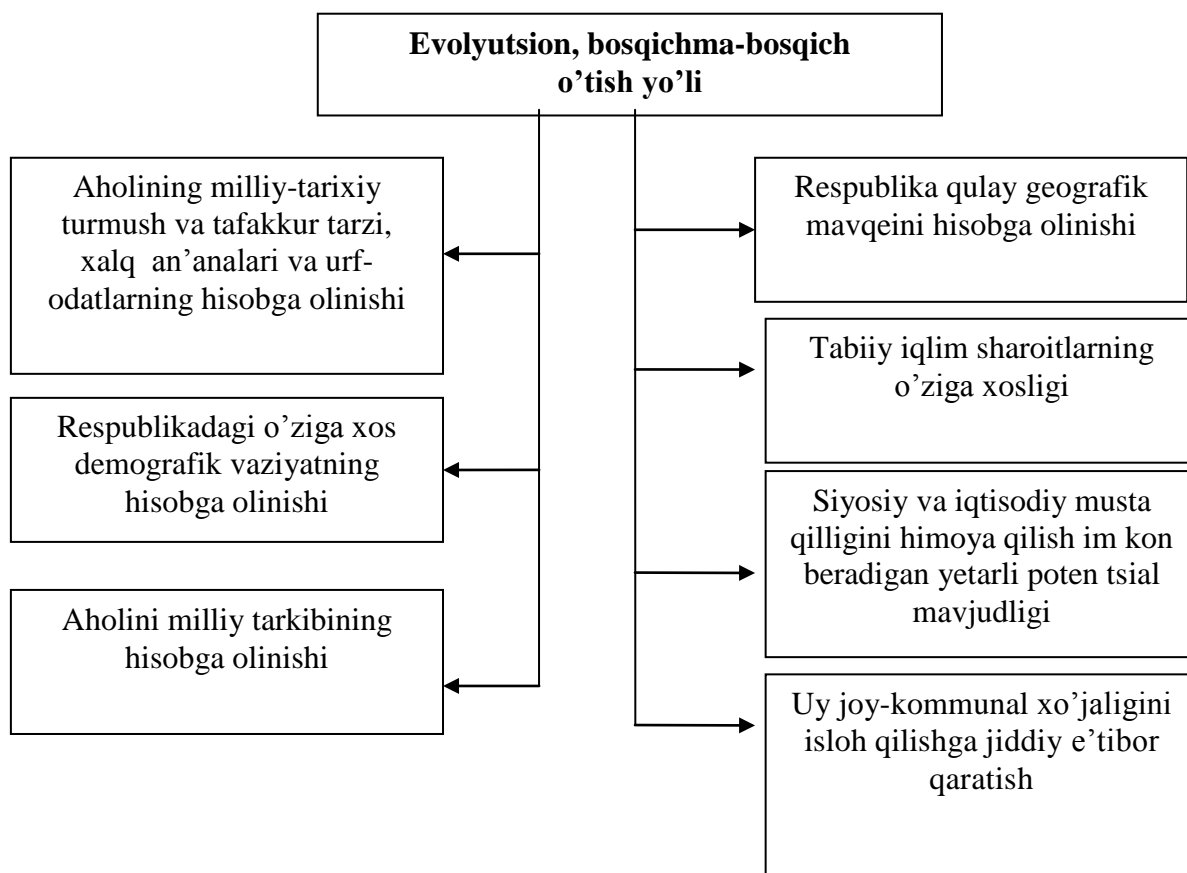 Evolyutsion, bosqichma-bosqich
o’tish yo’li
Aholining milliy-tarixiy
turmush va tafakkur tarzi,
xalq an’analari va urf-
odatlarning hisobga olinishi
Respublikadagi o’ziga xos
demografik vaziyatning
hisobga olinishi
Aholini milliy tarkibining
hisobga olinishi
Respublika qulay geografik
mavqeini hisobga olinishi
Tabiiy iqlim sharoitlarning
o’ziga xosligi
Siyosiy va iqtisodiy musta
qilligini himoya qilish im kon
beradigan yetarli poten tsial
mavjudligi
Uy joy-kommunal xo’jaligini
isloh qilishga jiddiy e’tibor
qaratish